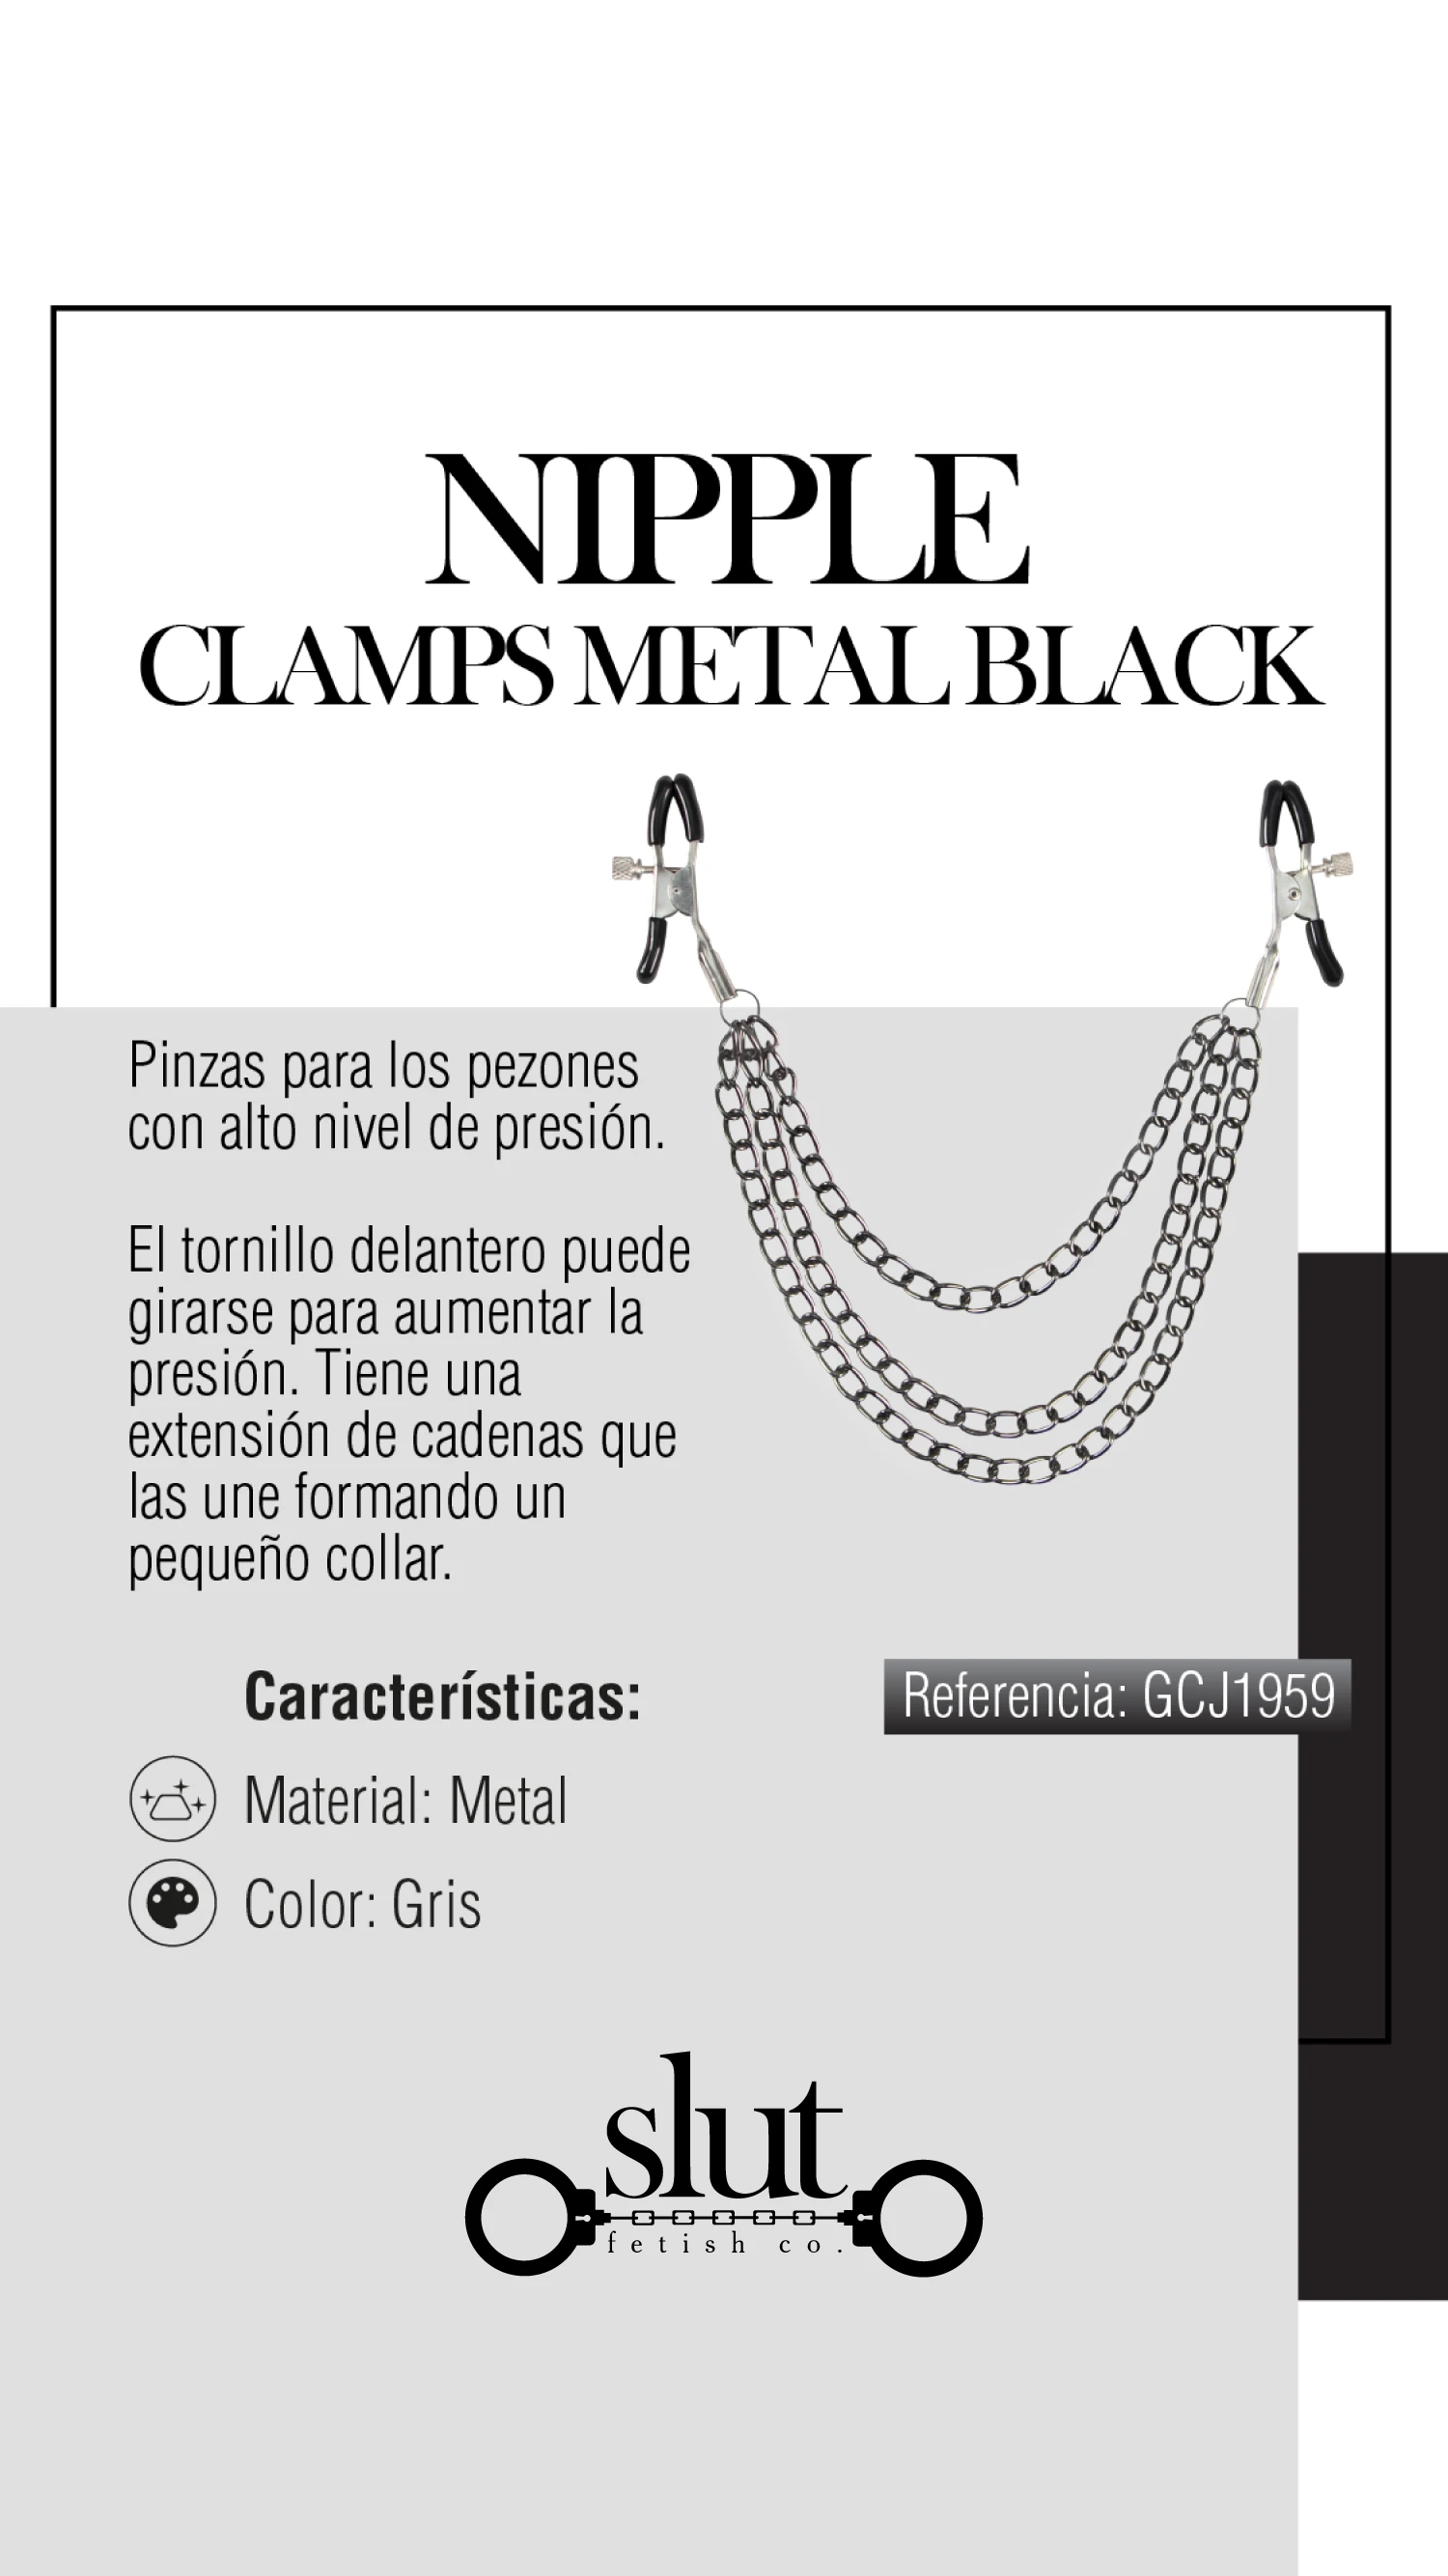 NIPPLE
CLAMPS METAL BLACK
Pinzas para los pezones
con alto nivel de presión.
El tornillo delantero puede
girarse para aumentar la
presión. Tiene una
extensión de cadenas que
las une formando un
pequeño collar.
Características:
Referencia: GCJ1959
Material: Metal
Color: Gris
slut
fetish co.